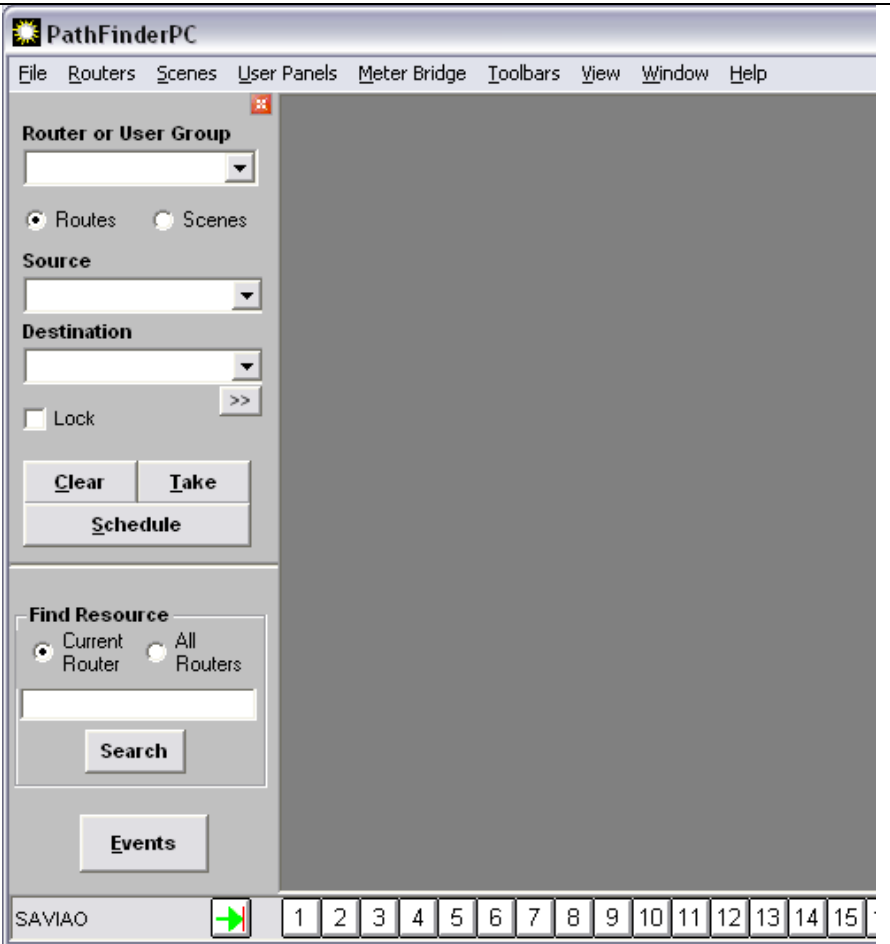 PathFinderPC
File Routers Scenes User Panels Meter Bridge Toolbars View Window Help
Router or User Group
Routes Scenes
Source
Destination
>>
Lock
Clear Take
Schedule
Find Resource
Current Router
All Routers
Search
Events
SAVIAO 1 2 3 4 5 6 7 8 9 10 11 12 13 14 15